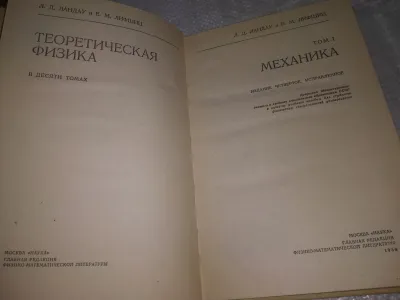 Л. Д. ЛАНДАУ и Е. М. ЛИФШИЦ
ТЕОРЕТИЧЕСКАЯ
ФИЗИКА
В ДЕСЯТИ ТОМАХ
МОСКВА «НАУКА»
ГЛАВНАЯ РЕДАКЦИЯ
ФИЗИКО-МАТЕМАТИЧЕСКОЙ ЛИТЕРАТУРЫ
Л. Д. ЛАНДАУ и Е. М. ЛИФШИЦ
ТОМ I
МЕХАНИКА
ИЗДАНИЕ ЧЕТВЕРТОЕ, ИСПРАВЛЕННОЕ
МОСКВА «НАУКА»
ГЛАВНАЯ РЕДАКЦИЯ
ФИЗИКО-МАТЕМАТИЧЕСКОЙ ЛИТЕРАТУРЫ